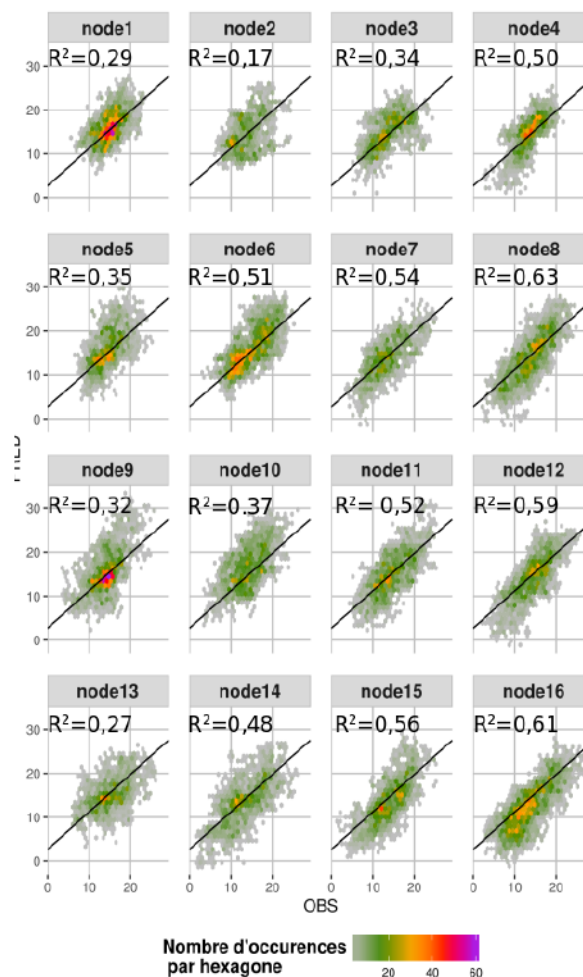 node1 node2 node3 node4
R²=0,29 R²=0,17 R²=0,34 R²=0,50
30
20
10
0
node5 node6 node7 node8
R²=0,35 R²=0,51 R²=0,54 R²=0,63
30
20
10
0
node9 node10 node11 node12
R²=0,32 R²=0.37 R²= 0,52 R²=0,59
30
20
10
0
node13 node14 node15 node16
R²=0,27 R²=0,48 R²=0,56 R²=0,61
30
20
10
0
0 10 20 0 10 20 0 10 20 0 10 20
OBS
Nombre d'occurences
par hexagone
20 40 60